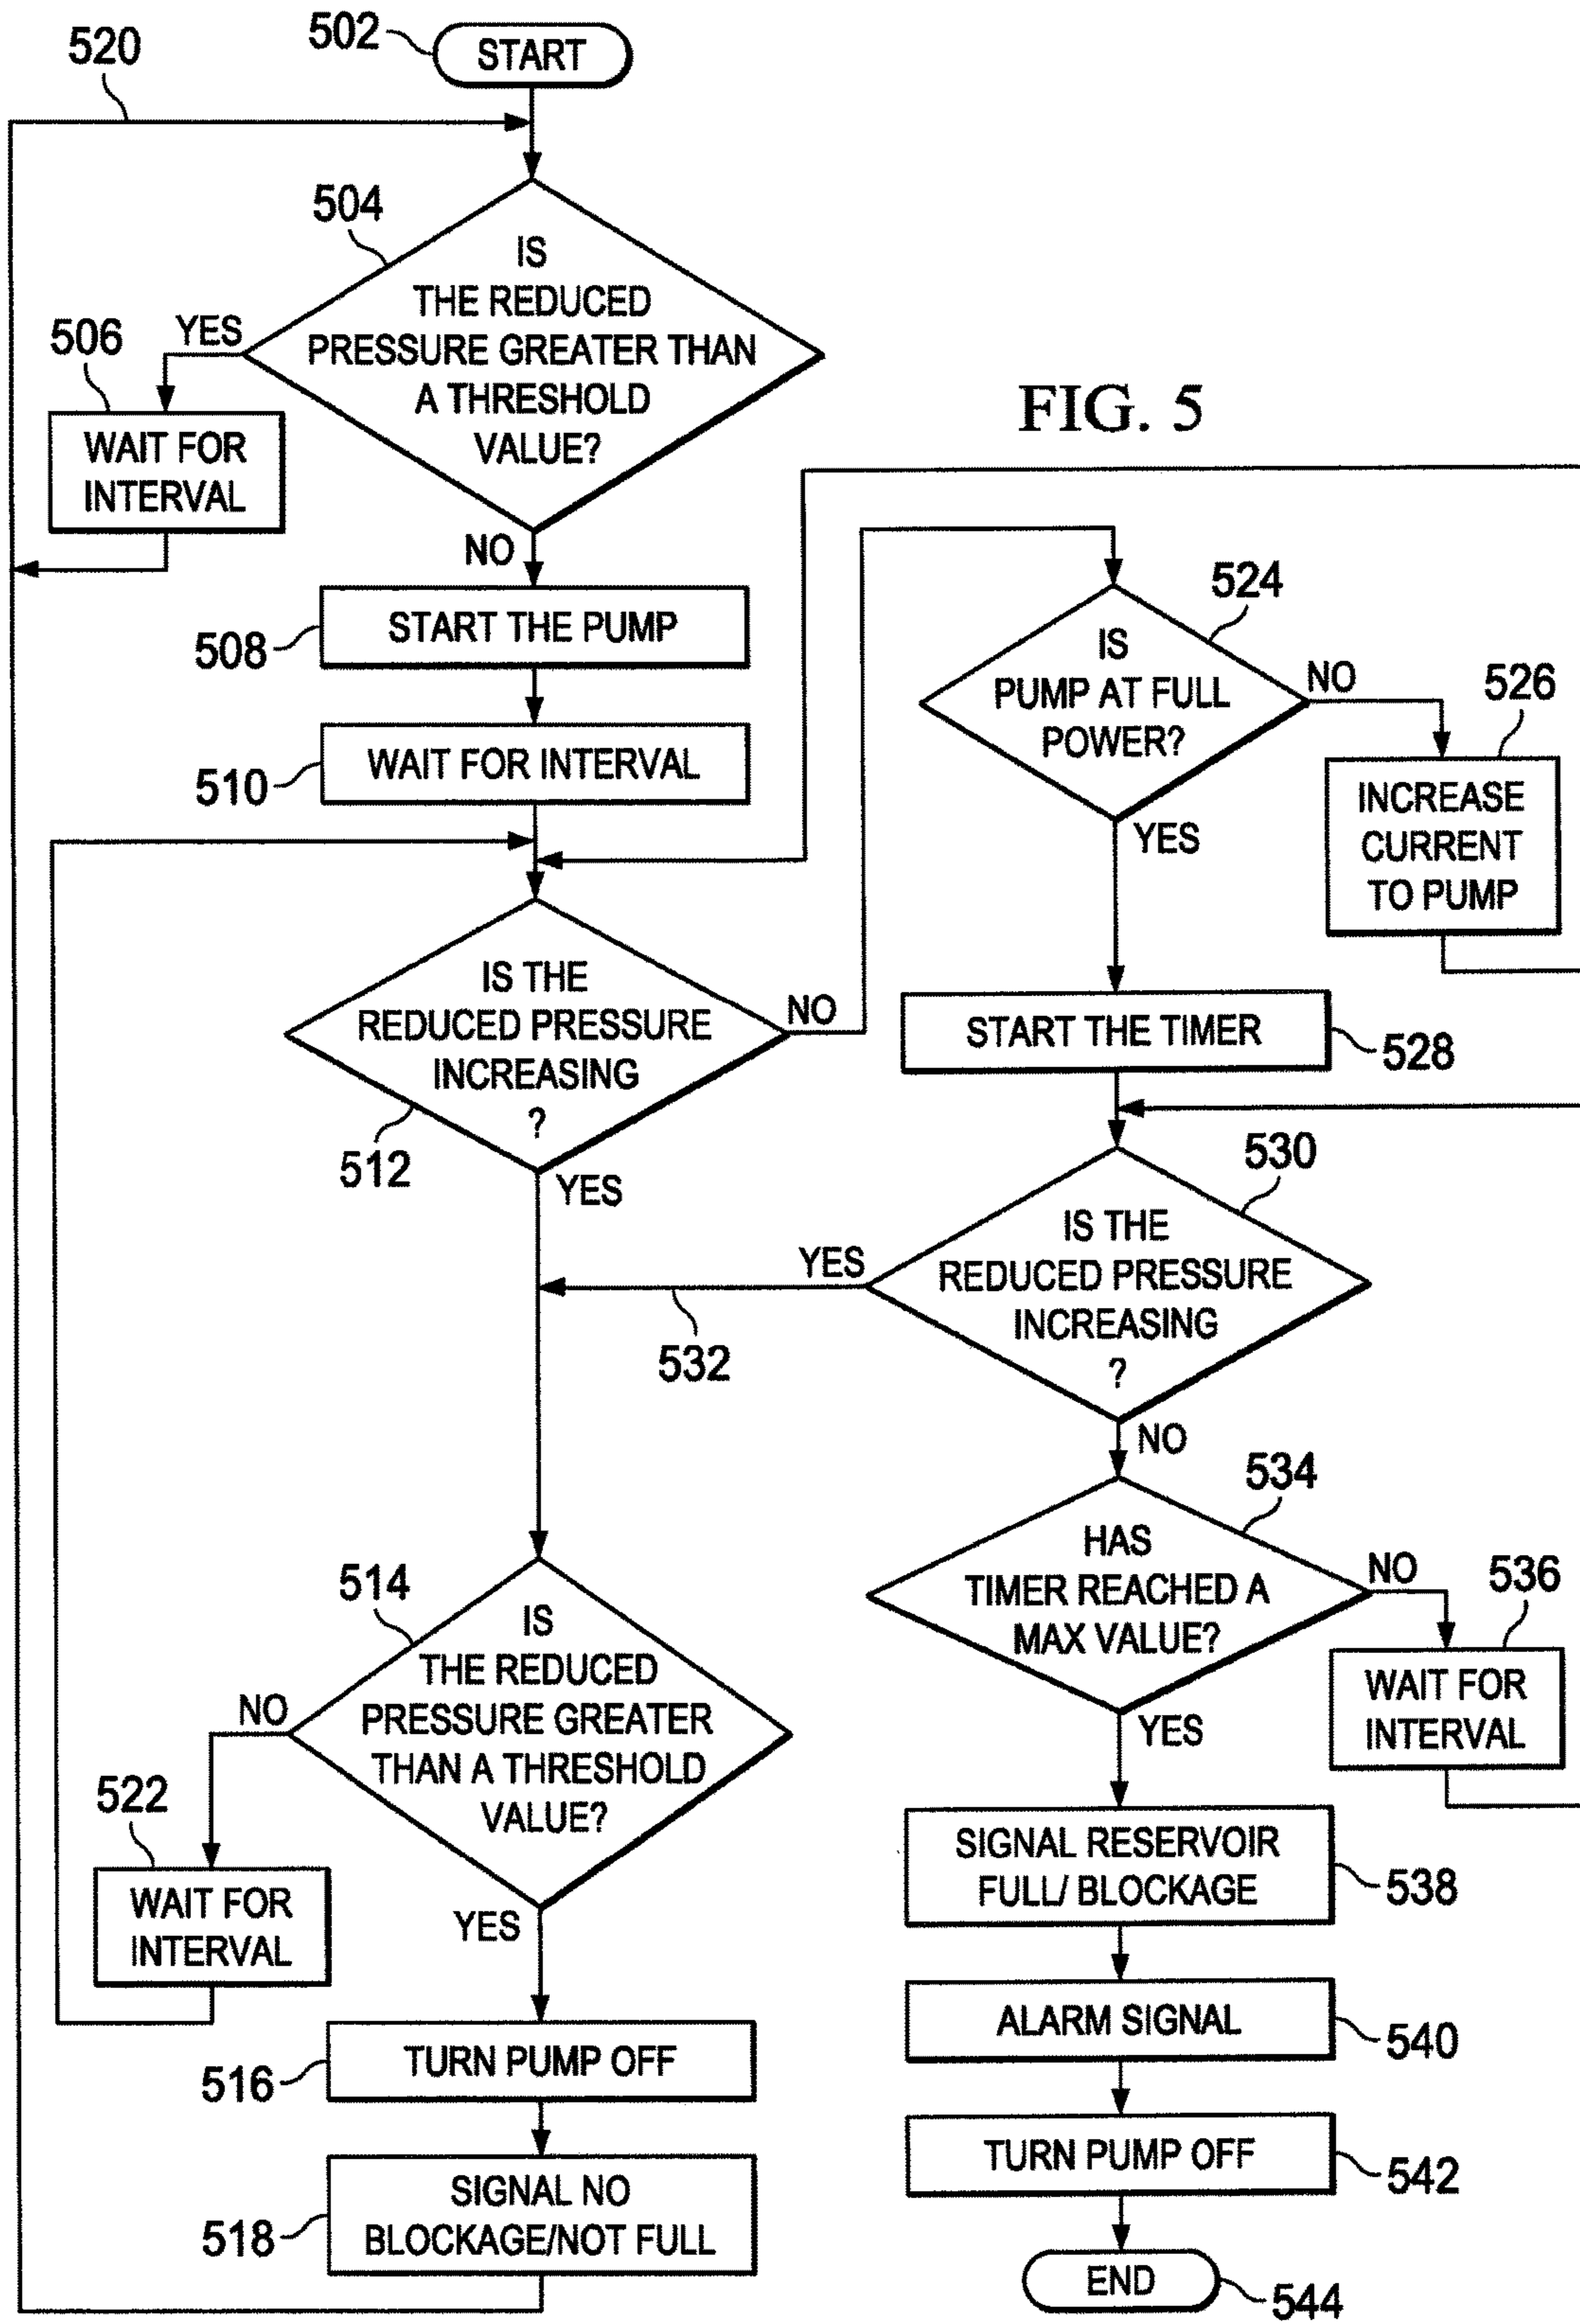 502
START
520
504
IS
THE REDUCED
PRESSURE GREATER THAN
A THRESHOLD
VALUE?
YES
506
WAIT FOR
INTERVAL
NO
508
START THE PUMP
510
WAIT FOR INTERVAL
IS THE
REDUCED PRESSURE
INCREASING
?
512
NO
YES
514
IS
THE REDUCED
PRESSURE GREATER
THAN A THRESHOLD
VALUE?
NO
522
WAIT FOR
INTERVAL
YES
516
TURN PUMP OFF
518
SIGNAL NO
BLOCKAGE/NOT FULL
FIG. 5
524
IS
PUMP AT FULL
POWER?
NO
526
INCREASE
CURRENT
TO PUMP
YES
START THE TIMER
528
530
IS THE
REDUCED PRESSURE
INCREASING
?
YES
532
NO
534
HAS
TIMER REACHED A
MAX VALUE?
NO
536
WAIT FOR
INTERVAL
YES
SIGNAL RESERVOIR
FULL/ BLOCKAGE
538
ALARM SIGNAL
540
TURN PUMP OFF
542
END
544